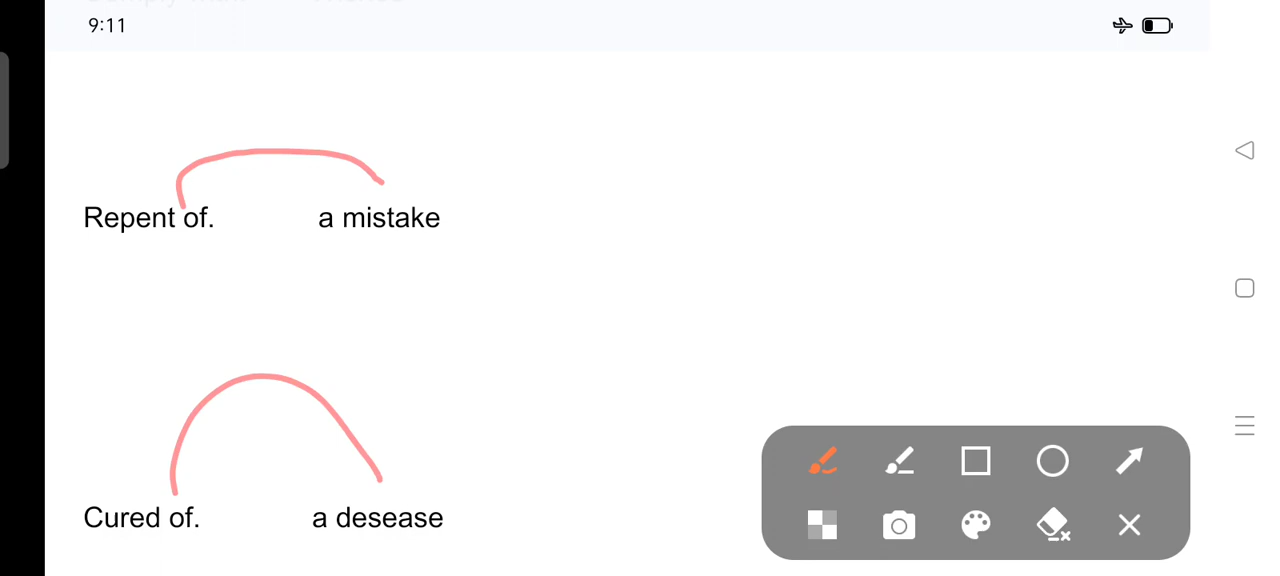 9:11
Repent of. a mistake
Cured of. a desease